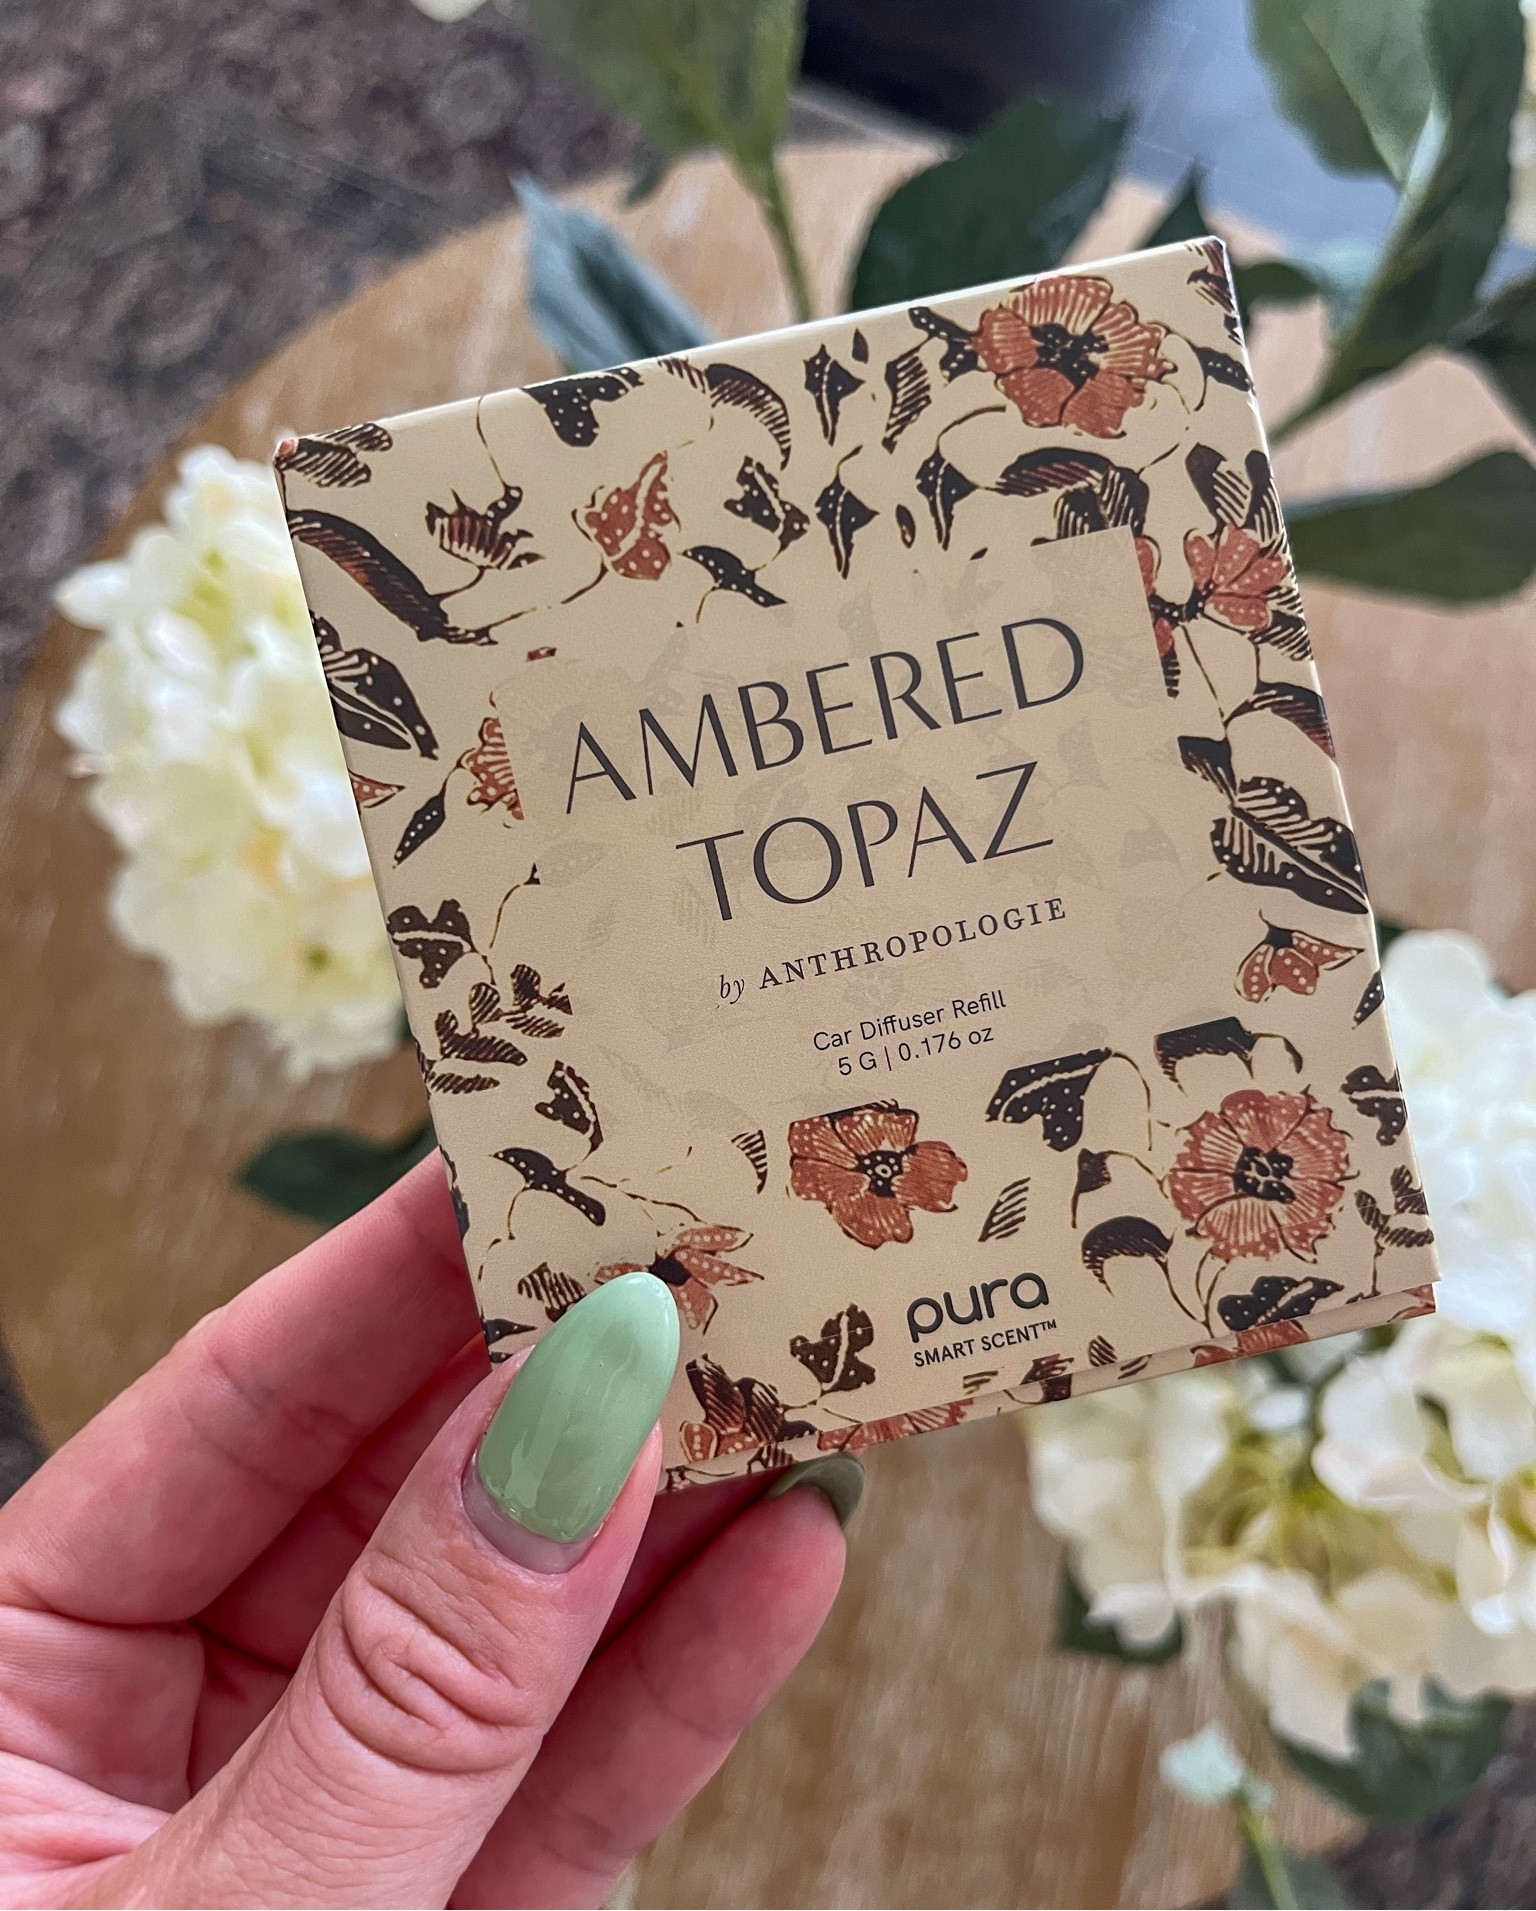 AMBERED
TOPAZ
by ANTHROPOLOGIE
Car Diffuser Refill
5 G | 0.176 oz
pura
SMART SCENT™